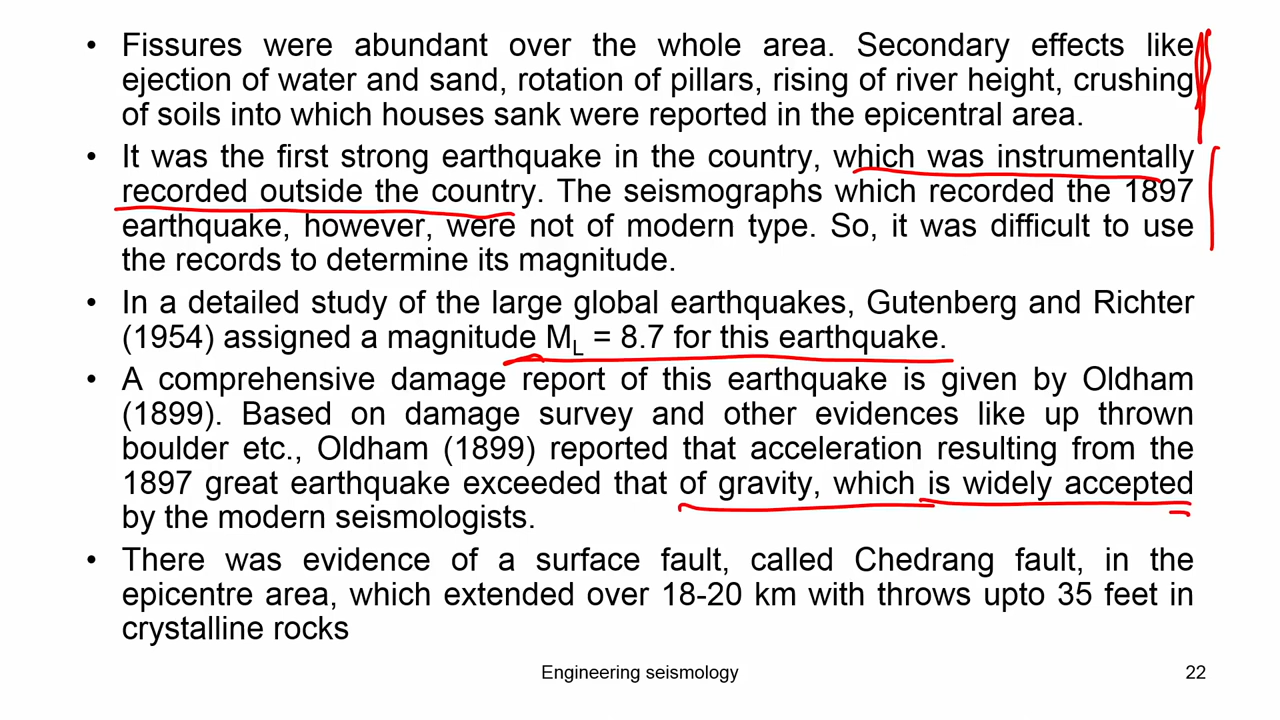 • Fissures were abundant over the whole area. Secondary effects like
ejection of water and sand, rotation of pillars, rising of river height, crushing
of soils into which houses sank were reported in the epicentral area.
• It was the first strong earthquake in the country, which was instrumentally
recorded outside the country. The seismographs which recorded the 1897
earthquake, however, were not of modern type. So, it was difficult to use
the records to determine its magnitude.
• In a detailed study of the large global earthquakes, Gutenberg and Richter
(1954) assigned a magnitude ML = 8.7 for this earthquake.
• A comprehensive damage report of this earthquake is given by Oldham
(1899). Based on damage survey and other evidences like up thrown
boulder etc., Oldham (1899) reported that acceleration resulting from the
1897 great earthquake exceeded that of gravity, which is widely accepted
by the modern seismologists.
• There was evidence of a surface fault, called Chedrang fault, in the
epicentre area, which extended over 18-20 km with throws upto 35 feet in
crystalline rocks
Engineering seismology
22